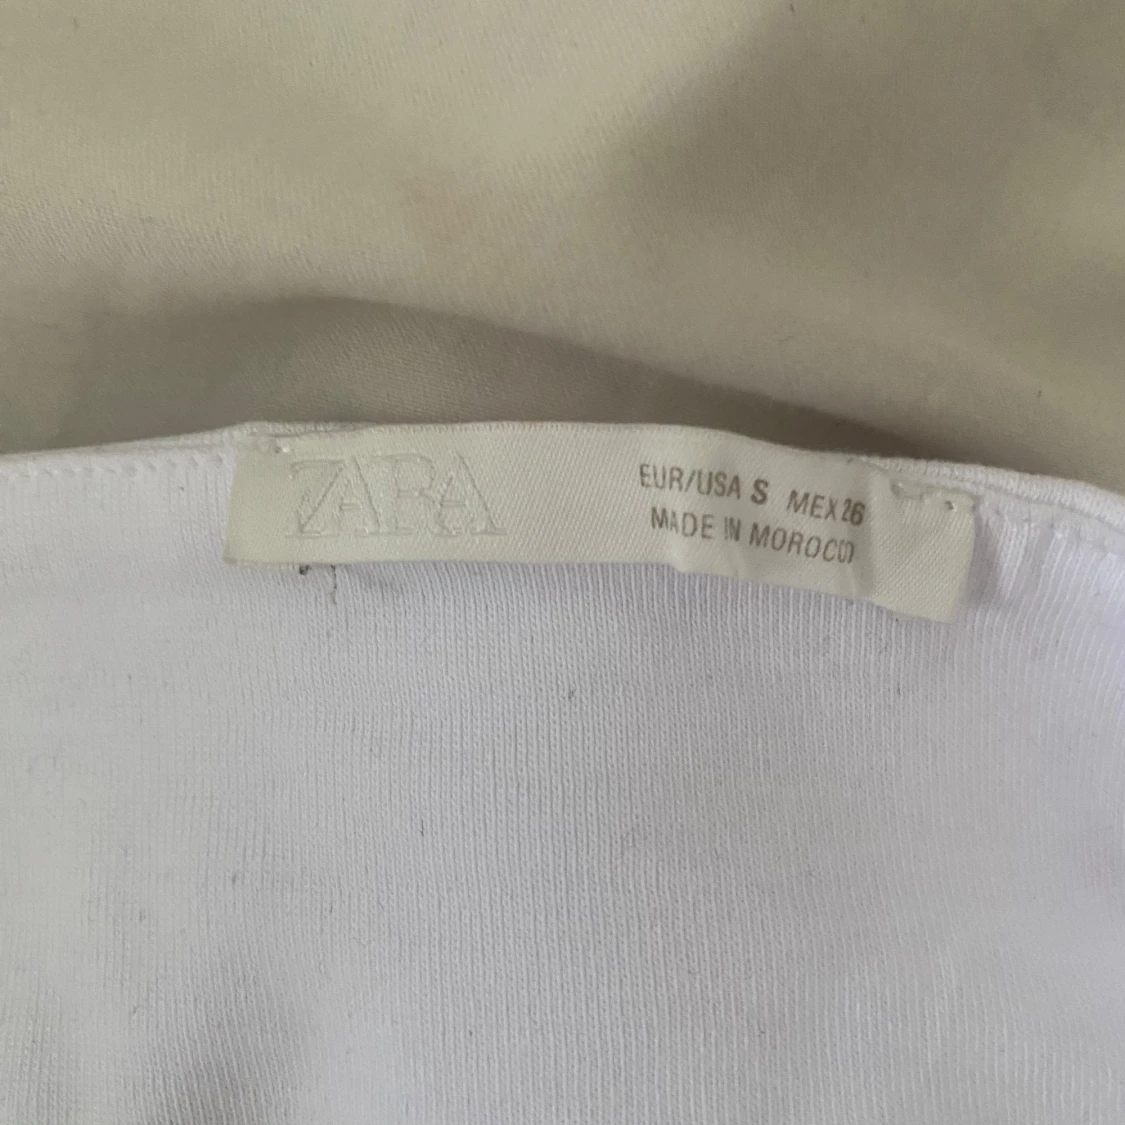 ZARA
EUR/USA S MEX 26
MADE IN MOROCCO